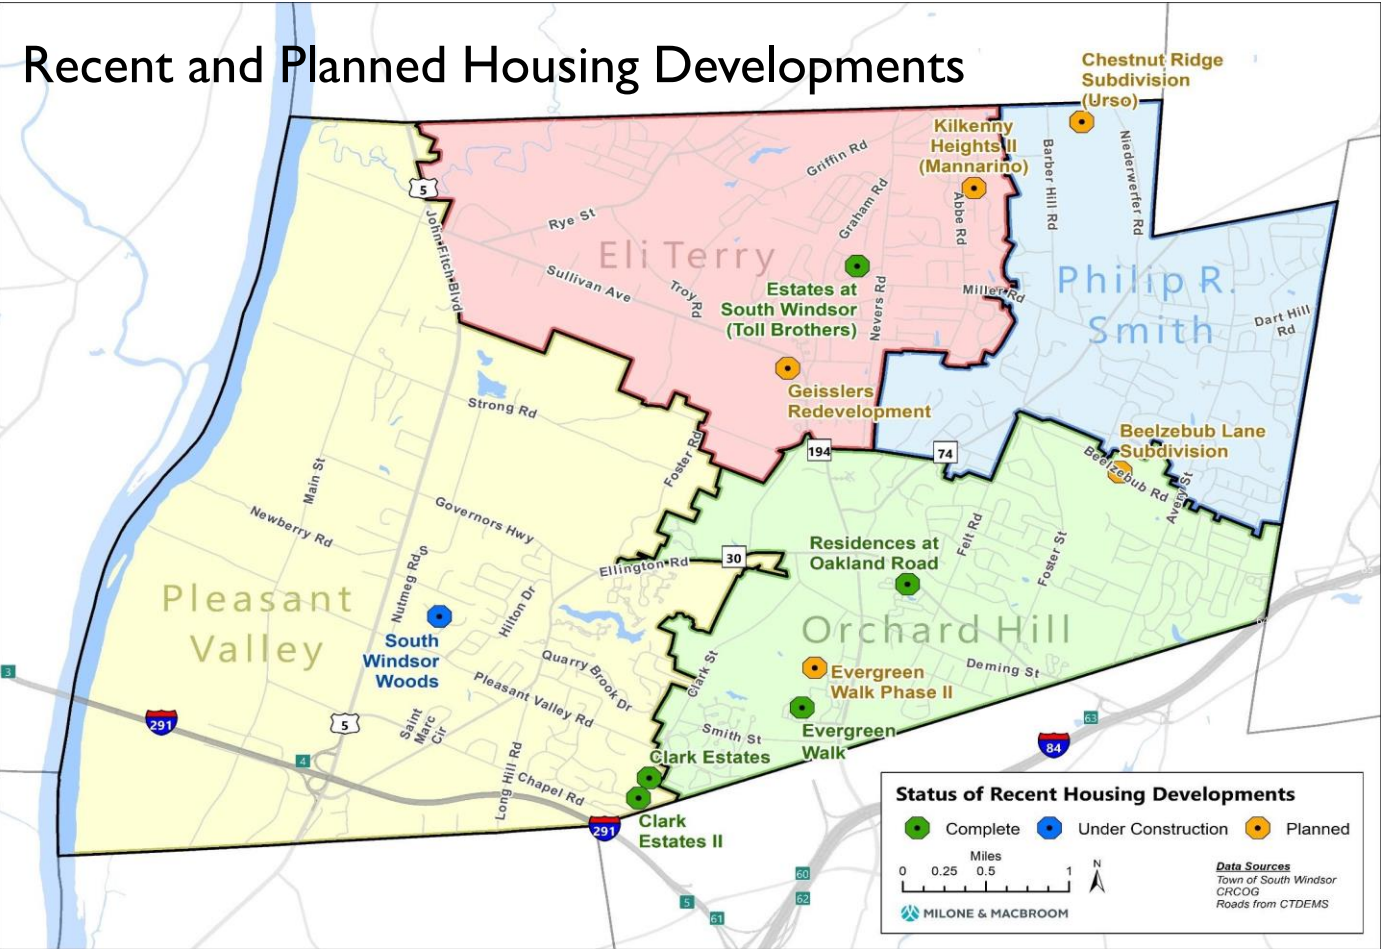 Recent and Planned Housing Developments
Chestnut Ridge
Subdivision
(Urso)
Kilkenny
Heights II
(Mannarino)
Griffin Rd
Barber Hill Rd
Niederwerfer Rd
5
Graham Rd
Abbe Rd
Rye St
John Fitch Blvd
Eli Terry
Sullivan Ave
Troy Rd
Estates at
South Windsor
(Toll Brothers)
Nevers Rd
Miller Rd
Philip R.
Smith
Dart Hill
Rd
Geisslers
Redevelopment
Strong Rd
Foster Rd
194
74
Beelzebub Lane
Subdivision
Beelzebub Rd
Avery St
Main St
Newberry Rd
Governors Hwy
Ellington Rd
30
Residences at
Oakland Road
Felt Rd
Foster St
Nutmeg Rd S
Hilton Dr
Pleasant
Valley
South
Windsor
Woods
Orchard Hill
Quarry Brook Dr
Clark St
Deming St
Evergreen
Walk Phase II
3
Pleasant Valley Rd
291
5
Saint
Marc
Cir
Smith St
Evergreen
Walk
63
84
4
Long Hill Rd
Chapel Rd
Clark Estates
Clark
Estates II
291
60
62
5
61
Status of Recent Housing Developments
Complete
Under Construction
Planned
Miles
0 0.25 0.5 1
N
Data Sources
Town of South Windsor
CRCOG
Roads from CTDEMS
MILONE & MACBROOM